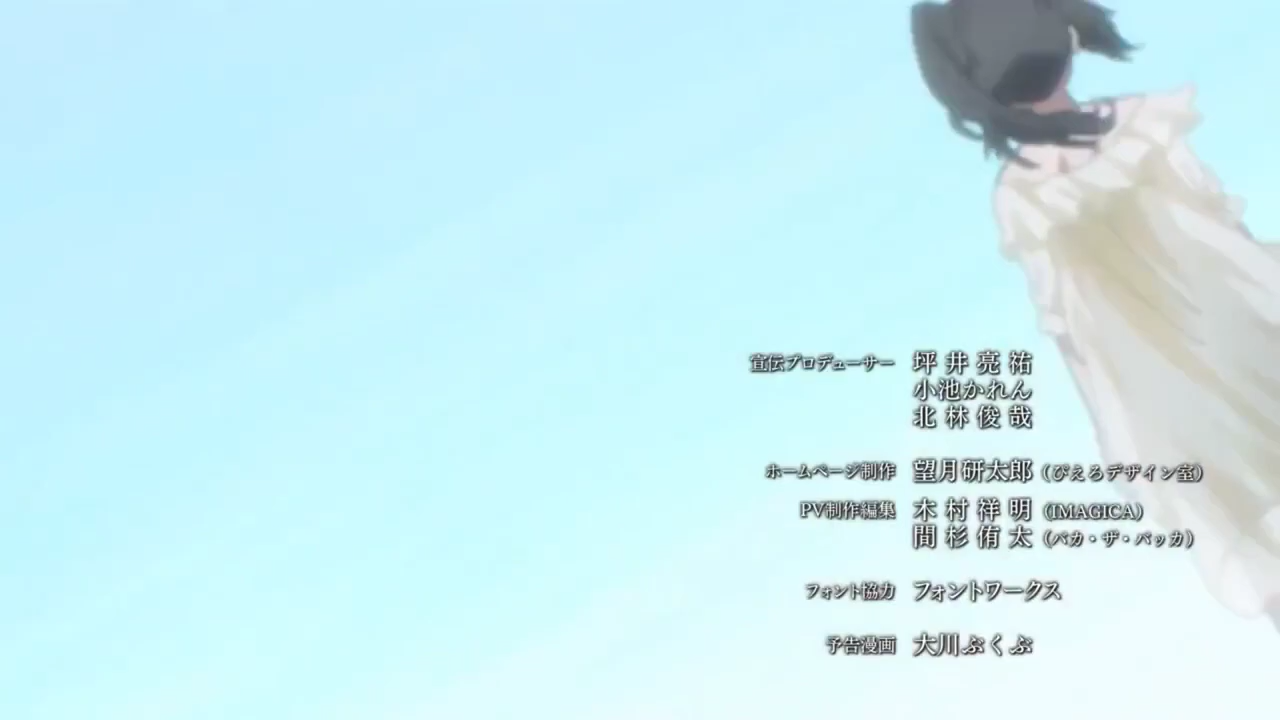 宣伝プロデューサー 坪井亮祐
小池かれん
北林俊哉
ホームページ制作 望月研太郎（ぴえろデザイン室）
PV制作編集 木村祥明（IMAGICA）
間杉侑太（バカ・ザ・バッカ）
フォント協力 フォントワークス
予告漫画 大川ぶくぶ